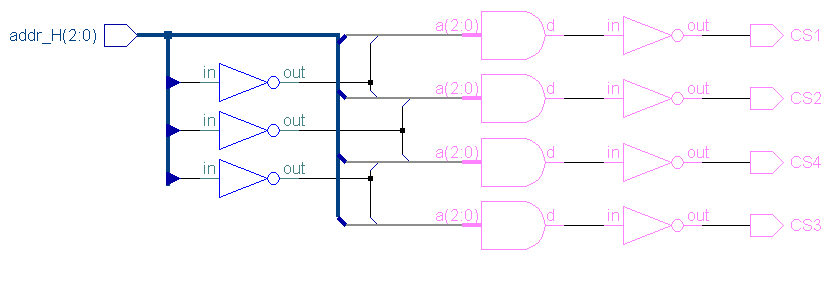 addr_H(2:0)
a(2:0) d in out CS1
in out
a(2:0) d in out CS2
in out
a(2:0) d in out CS4
in out
a(2:0) d in out CS3